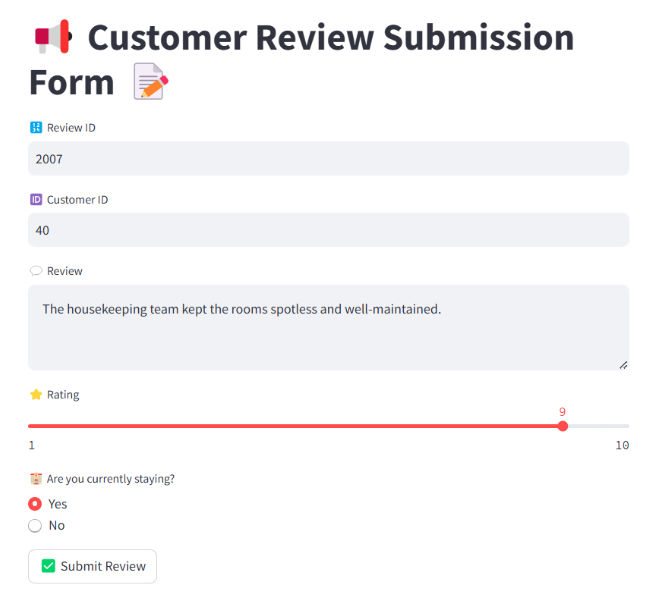 Customer Review Submission
Form
Review ID
2007
Customer ID
40
Review
The housekeeping team kept the rooms spotless and well-maintained.
Rating
9
1 10
Are you currently staying?
Yes
No
Submit Review